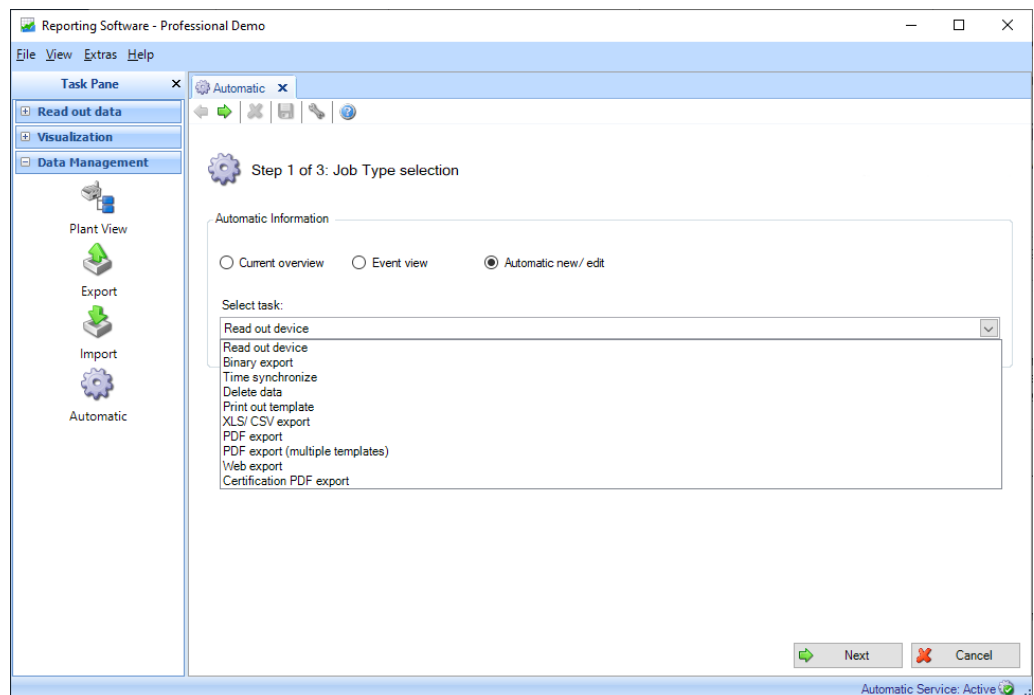 Reporting Software - Professional Demo
File View Extras Help
Task Pane
Automatic
Read out data
Visualization
Data Management
Plant View
Export
Import
Automatic
Step 1 of 3: Job Type selection
Automatic Information
Current overview Event view Automatic new/ edit
Select task:
Read out device
Read out device
Binary export
Time synchronize
Delete data
Print out template
XLS/ CSV export
PDF export
PDF export (multiple templates)
Web export
Certification PDF export
Next Cancel
Automatic Service: Active